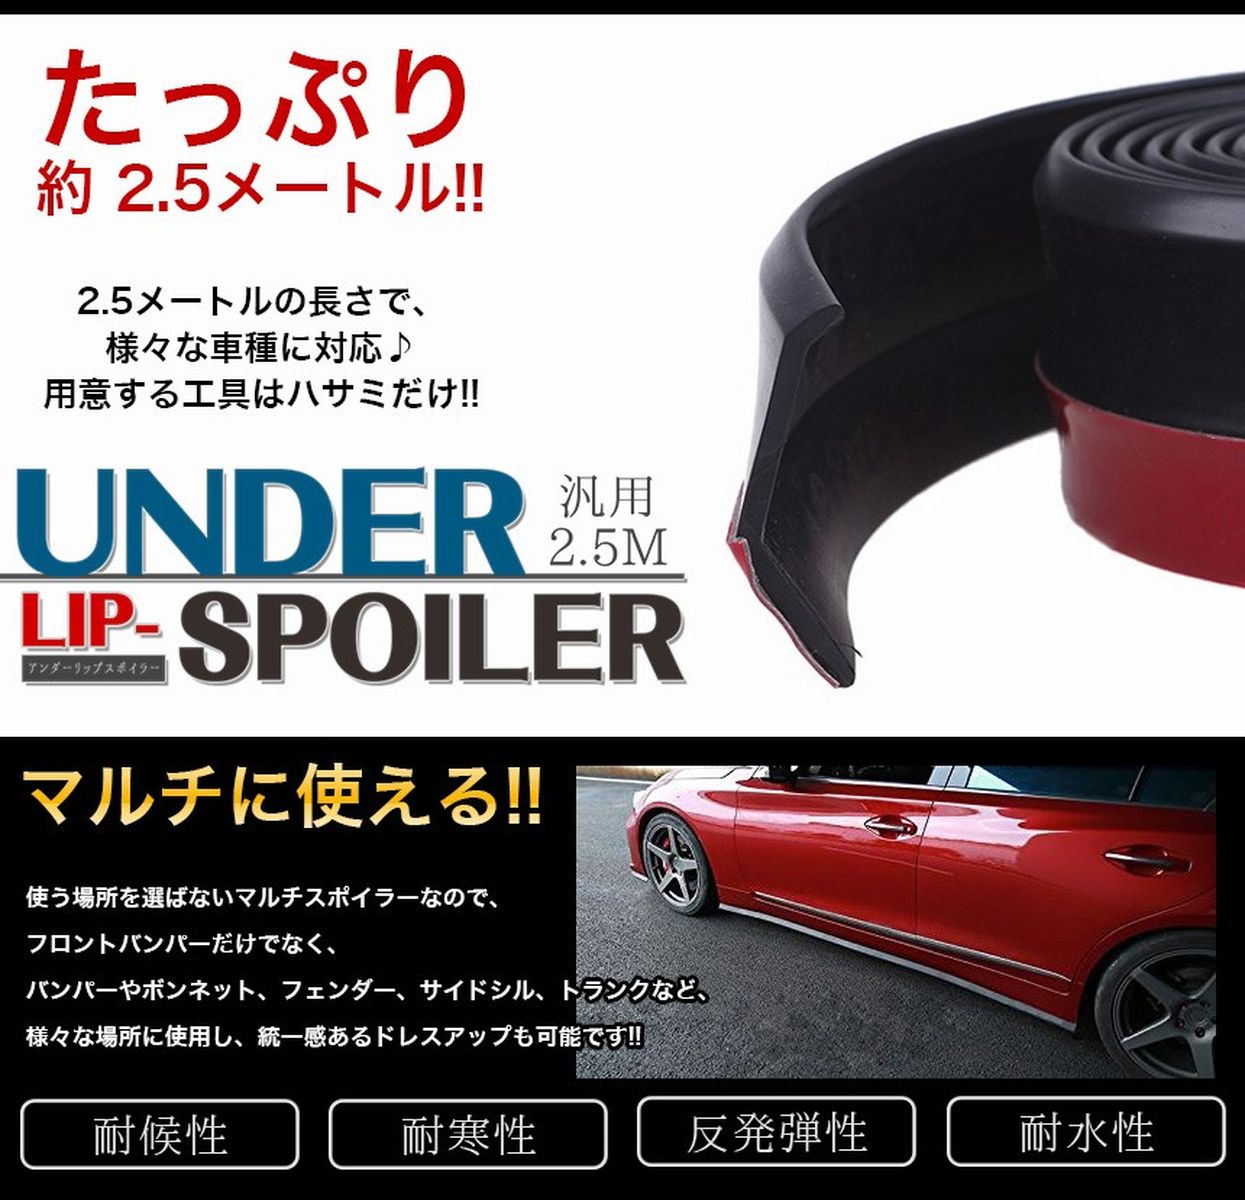 たっぷり
約 2.5メートル!!
2.5メートルの長さで、
様々な車種に対応♪
用意する工具はハサミだけ!!
UNDER
汎用
2.5M
LIP-
アンダーリップスポイラー
SPOILER
マルチに使える!!
使う場所を選ばないマルチスポイラーなので、
フロントバンパーだけでなく、
バンパーやボンネット、フェンダー、サイドシル、トランクなど、
様々な場所に使用し、統一感あるドレスアップも可能です!!
耐候性
耐寒性
反発弾性
耐水性